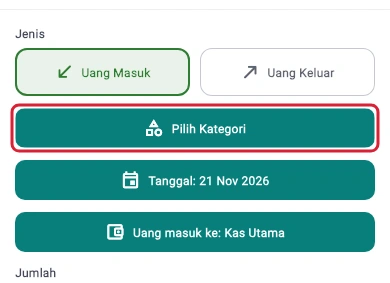 Jenis
Uang Masuk
Uang Keluar
Pilih Kategori
Tanggal: 21 Nov 2026
Uang masuk ke: Kas Utama
Jumlah